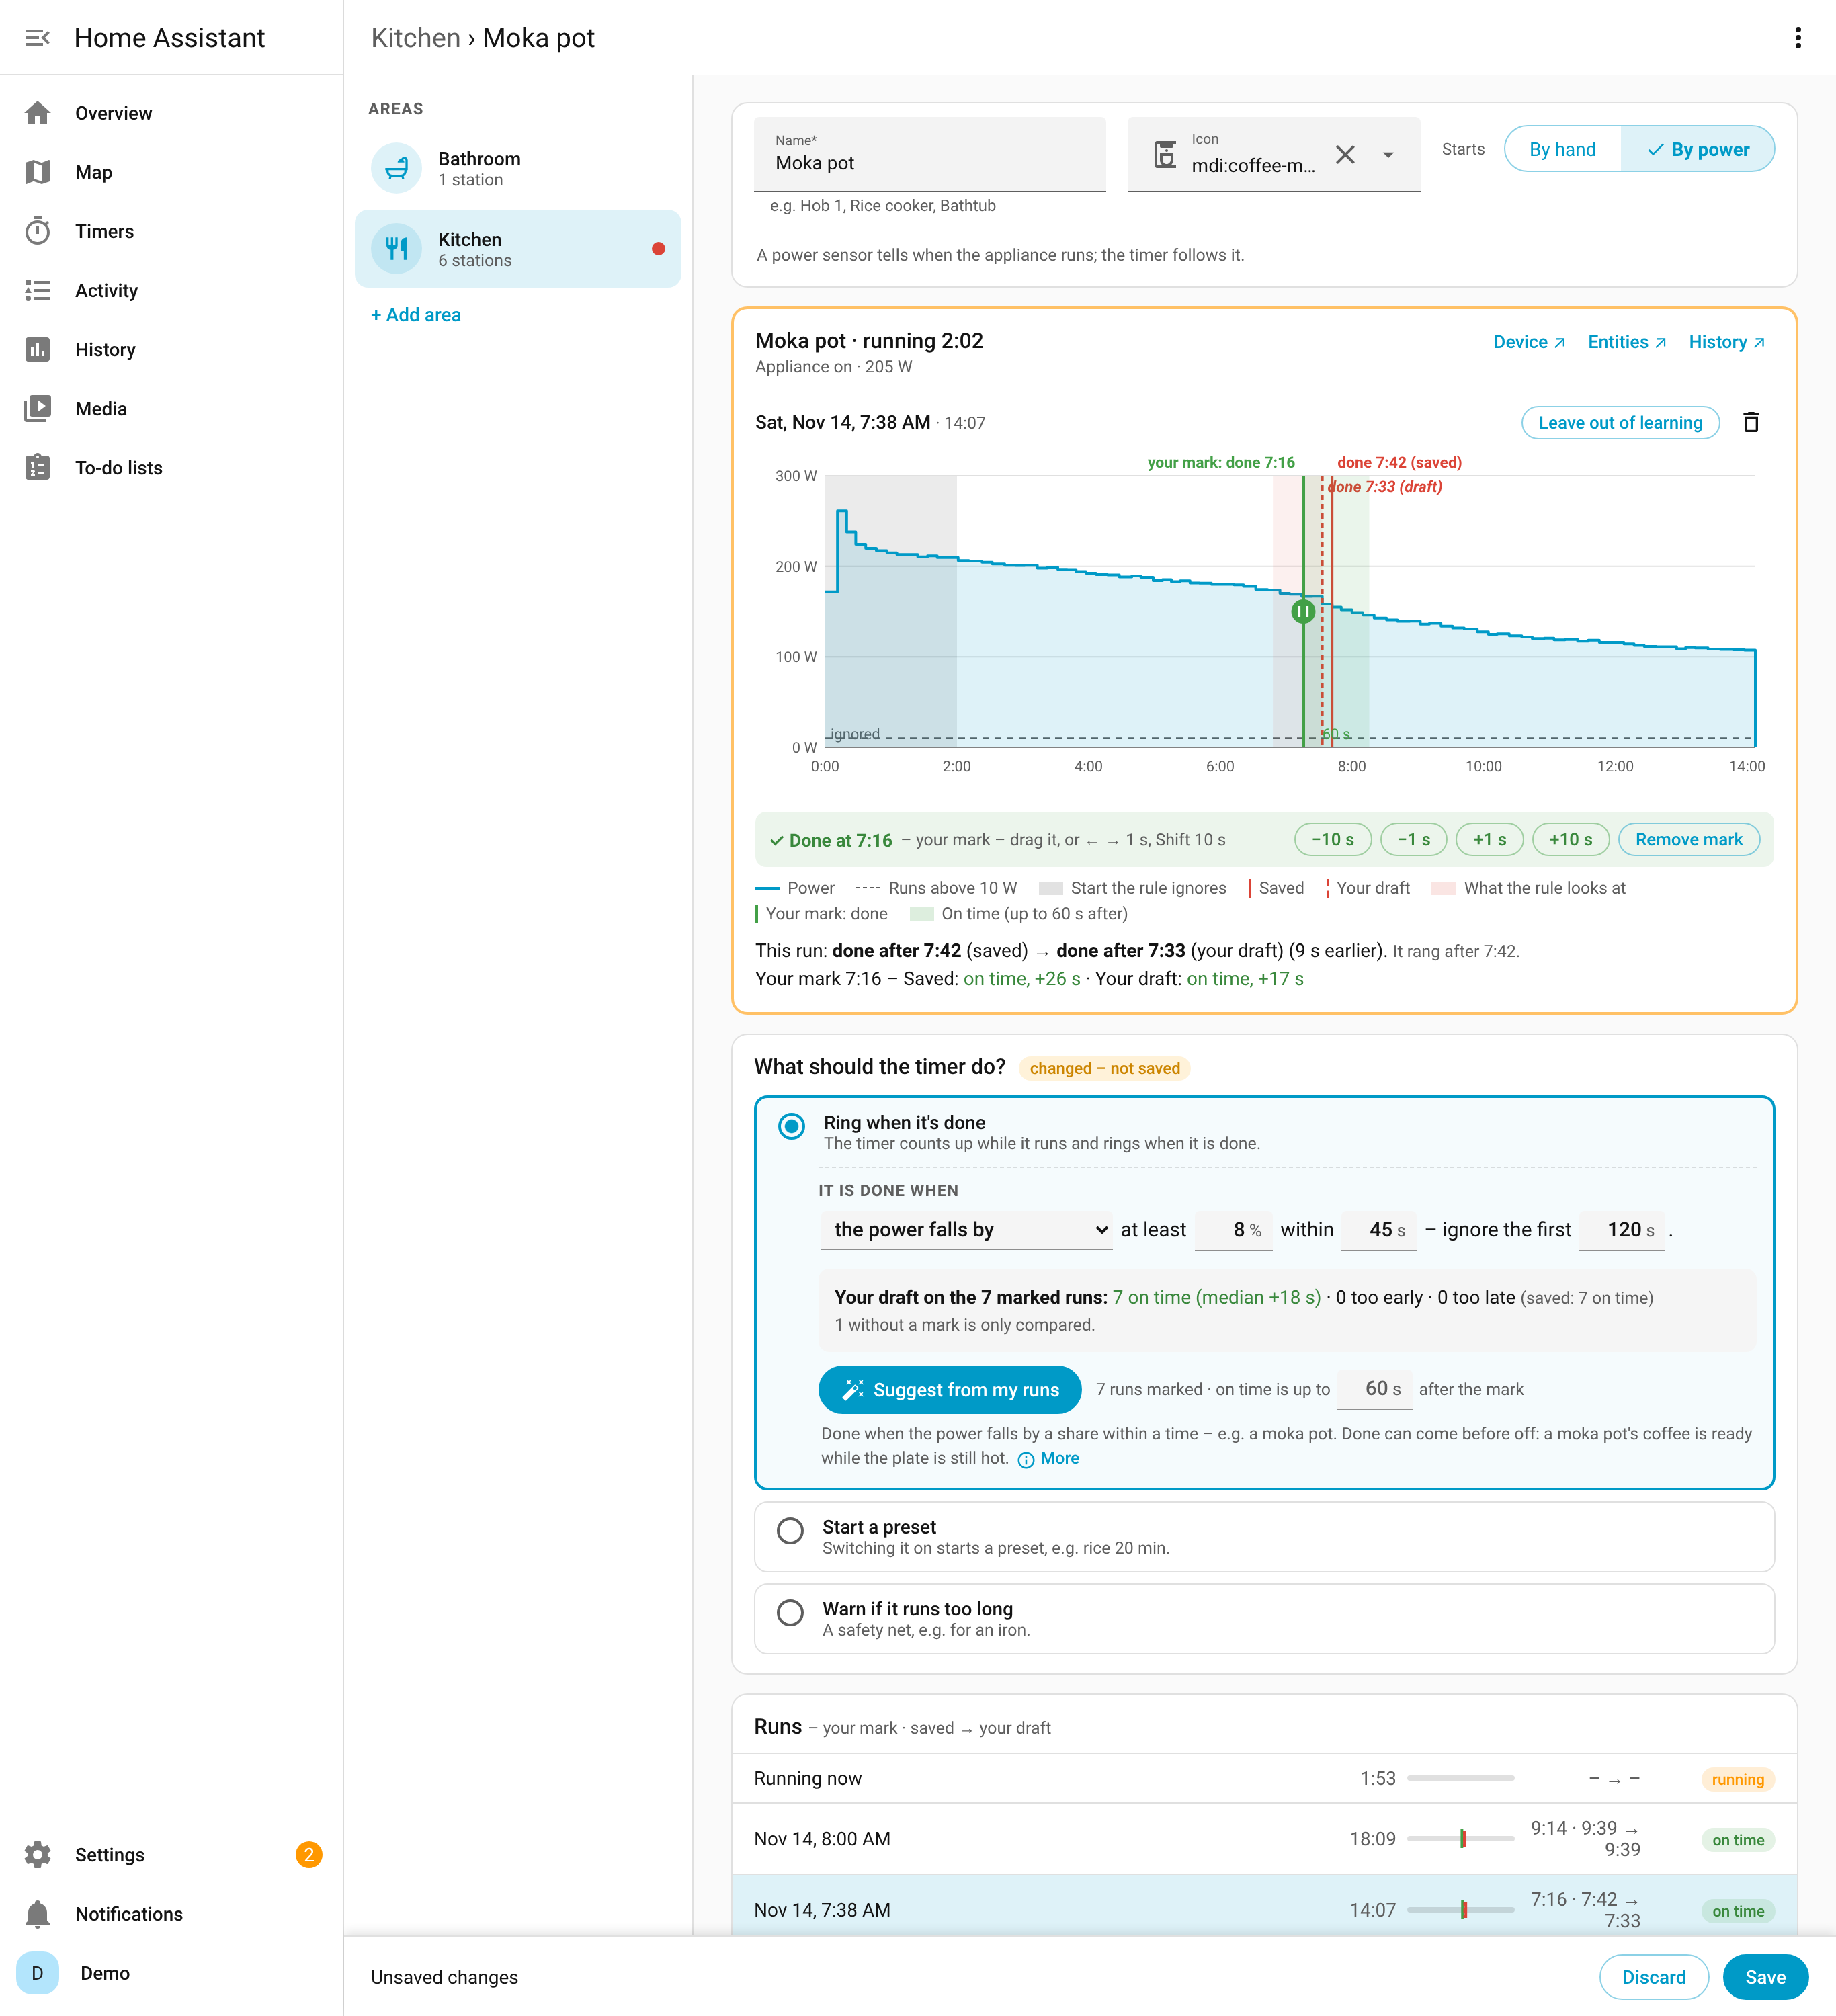 Home Assistant
Kitchen › Moka pot
Overview
Map
Timers
Activity
History
Media
To-do lists
Settings
2
Notifications
D
Demo
AREAS
Bathroom
1 station
Kitchen
6 stations
+ Add area
Name*
Moka pot
e.g. Hob 1, Rice cooker, Bathtub
Icon
mdi:coffee-m...
Starts
By hand
By power
A power sensor tells when the appliance runs; the timer follows it.
Moka pot · running 2:02
Appliance on · 205 W
Device
Entities
History
Sat, Nov 14, 7:38 AM · 14:07
Leave out of learning
your mark: done 7:16
done 7:42 (saved)
done 7:33 (draft)
300 W
200 W
100 W
0 W
ignored
60 s
0:00
2:00
4:00
6:00
8:00
10:00
12:00
14:00
Done at 7:16 – your mark – drag it, or ← → 1 s, Shift 10 s
−10 s
−1 s
+1 s
+10 s
Remove mark
Power
Runs above 10 W
Start the rule ignores
Saved
Your draft
What the rule looks at
Your mark: done
On time (up to 60 s after)
This run: done after 7:42 (saved) → done after 7:33 (your draft) (9 s earlier). It rang after 7:42.
Your mark 7:16 – Saved: on time, +26 s · Your draft: on time, +17 s
What should the timer do?
changed – not saved
Ring when it's done
The timer counts up while it runs and rings when it is done.
IT IS DONE WHEN
the power falls by at least 8 % within 45 s – ignore the first 120 s .
Your draft on the 7 marked runs: 7 on time (median +18 s) · 0 too early · 0 too late (saved: 7 on time)
1 without a mark is only compared.
Suggest from my runs
7 runs marked · on time is up to 60 s after the mark
Done when the power falls by a share within a time – e.g. a moka pot. Done can come before off: a moka pot's coffee is ready
while the plate is still hot. More
Start a preset
Switching it on starts a preset, e.g. rice 20 min.
Warn if it runs too long
A safety net, e.g. for an iron.
Runs – your mark · saved → your draft
Running now
1:53
– → –
running
Nov 14, 8:00 AM
18:09
9:14 · 9:39 →
9:39
on time
Nov 14, 7:38 AM
14:07
7:16 · 7:42 →
7:33
on time
Unsaved changes
Discard
Save